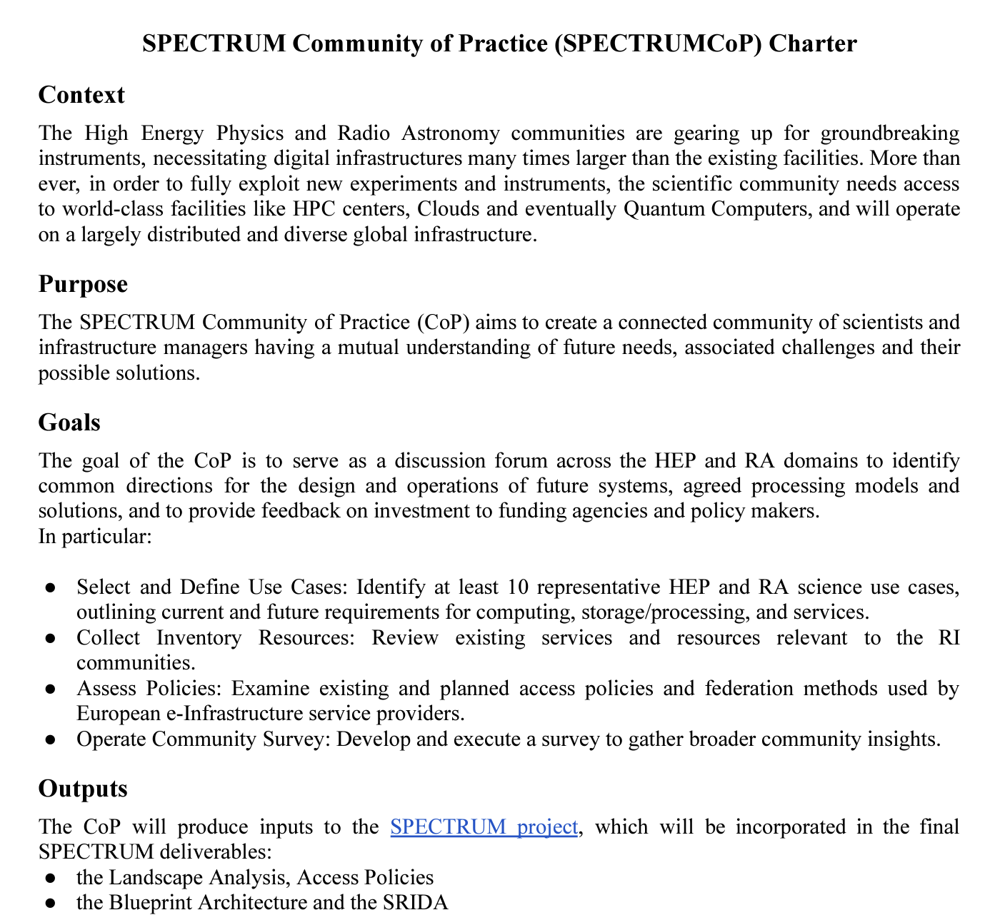 SPECTRUM Community of Practice (SPECTRUMCoP) Charter
Context
The High Energy Physics and Radio Astronomy communities are gearing up for groundbreaking
instruments, necessitating digital infrastructures many times larger than the existing facilities. More than
ever, in order to fully exploit new experiments and instruments, the scientific community needs access
to world-class facilities like HPC centers, Clouds and eventually Quantum Computers, and will operate
on a largely distributed and diverse global infrastructure.
Purpose
The SPECTRUM Community of Practice (CoP) aims to create a connected community of scientists and
infrastructure managers having a mutual understanding of future needs, associated challenges and their
possible solutions.
Goals
The goal of the CoP is to serve as a discussion forum across the HEP and RA domains to identify
common directions for the design and operations of future systems, agreed processing models and
solutions, and to provide feedback on investment to funding agencies and policy makers.
In particular:
● Select and Define Use Cases: Identify at least 10 representative HEP and RA science use cases,
outlining current and future requirements for computing, storage/processing, and services.
● Collect Inventory Resources: Review existing services and resources relevant to the RI
communities.
● Assess Policies: Examine existing and planned access policies and federation methods used by
European e-Infrastructure service providers.
● Operate Community Survey: Develop and execute a survey to gather broader community insights.
Outputs
The CoP will produce inputs to the SPECTRUM project, which will be incorporated in the final
SPECTRUM deliverables:
● the Landscape Analysis, Access Policies
● the Blueprint Architecture and the SRIDA